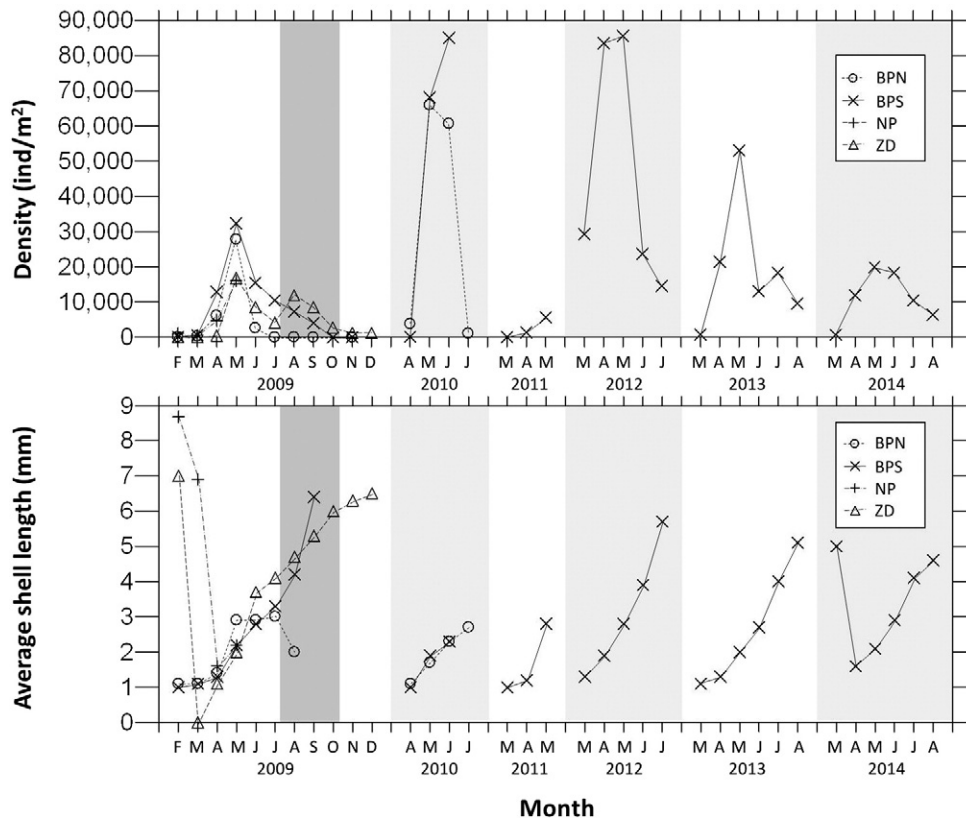 Density (ind/m²)
90,000
80,000
70,000
60,000
50,000
40,000
30,000
20,000
10,000
0
BPN
BPS
NP
ZD
F M A M J J A S O N D A M J J M A M M A M J J M A M J J A M A M J J A
2009 2010 2011 2012 2013 2014
Average shell length (mm)
9
8
7
6
5
4
3
2
1
0
BPN
BPS
NP
ZD
F M A M J J A S O N D A M J J M A M M A M J J M A M J J A M A M J J A
2009 2010 2011 2012 2013 2014
Month